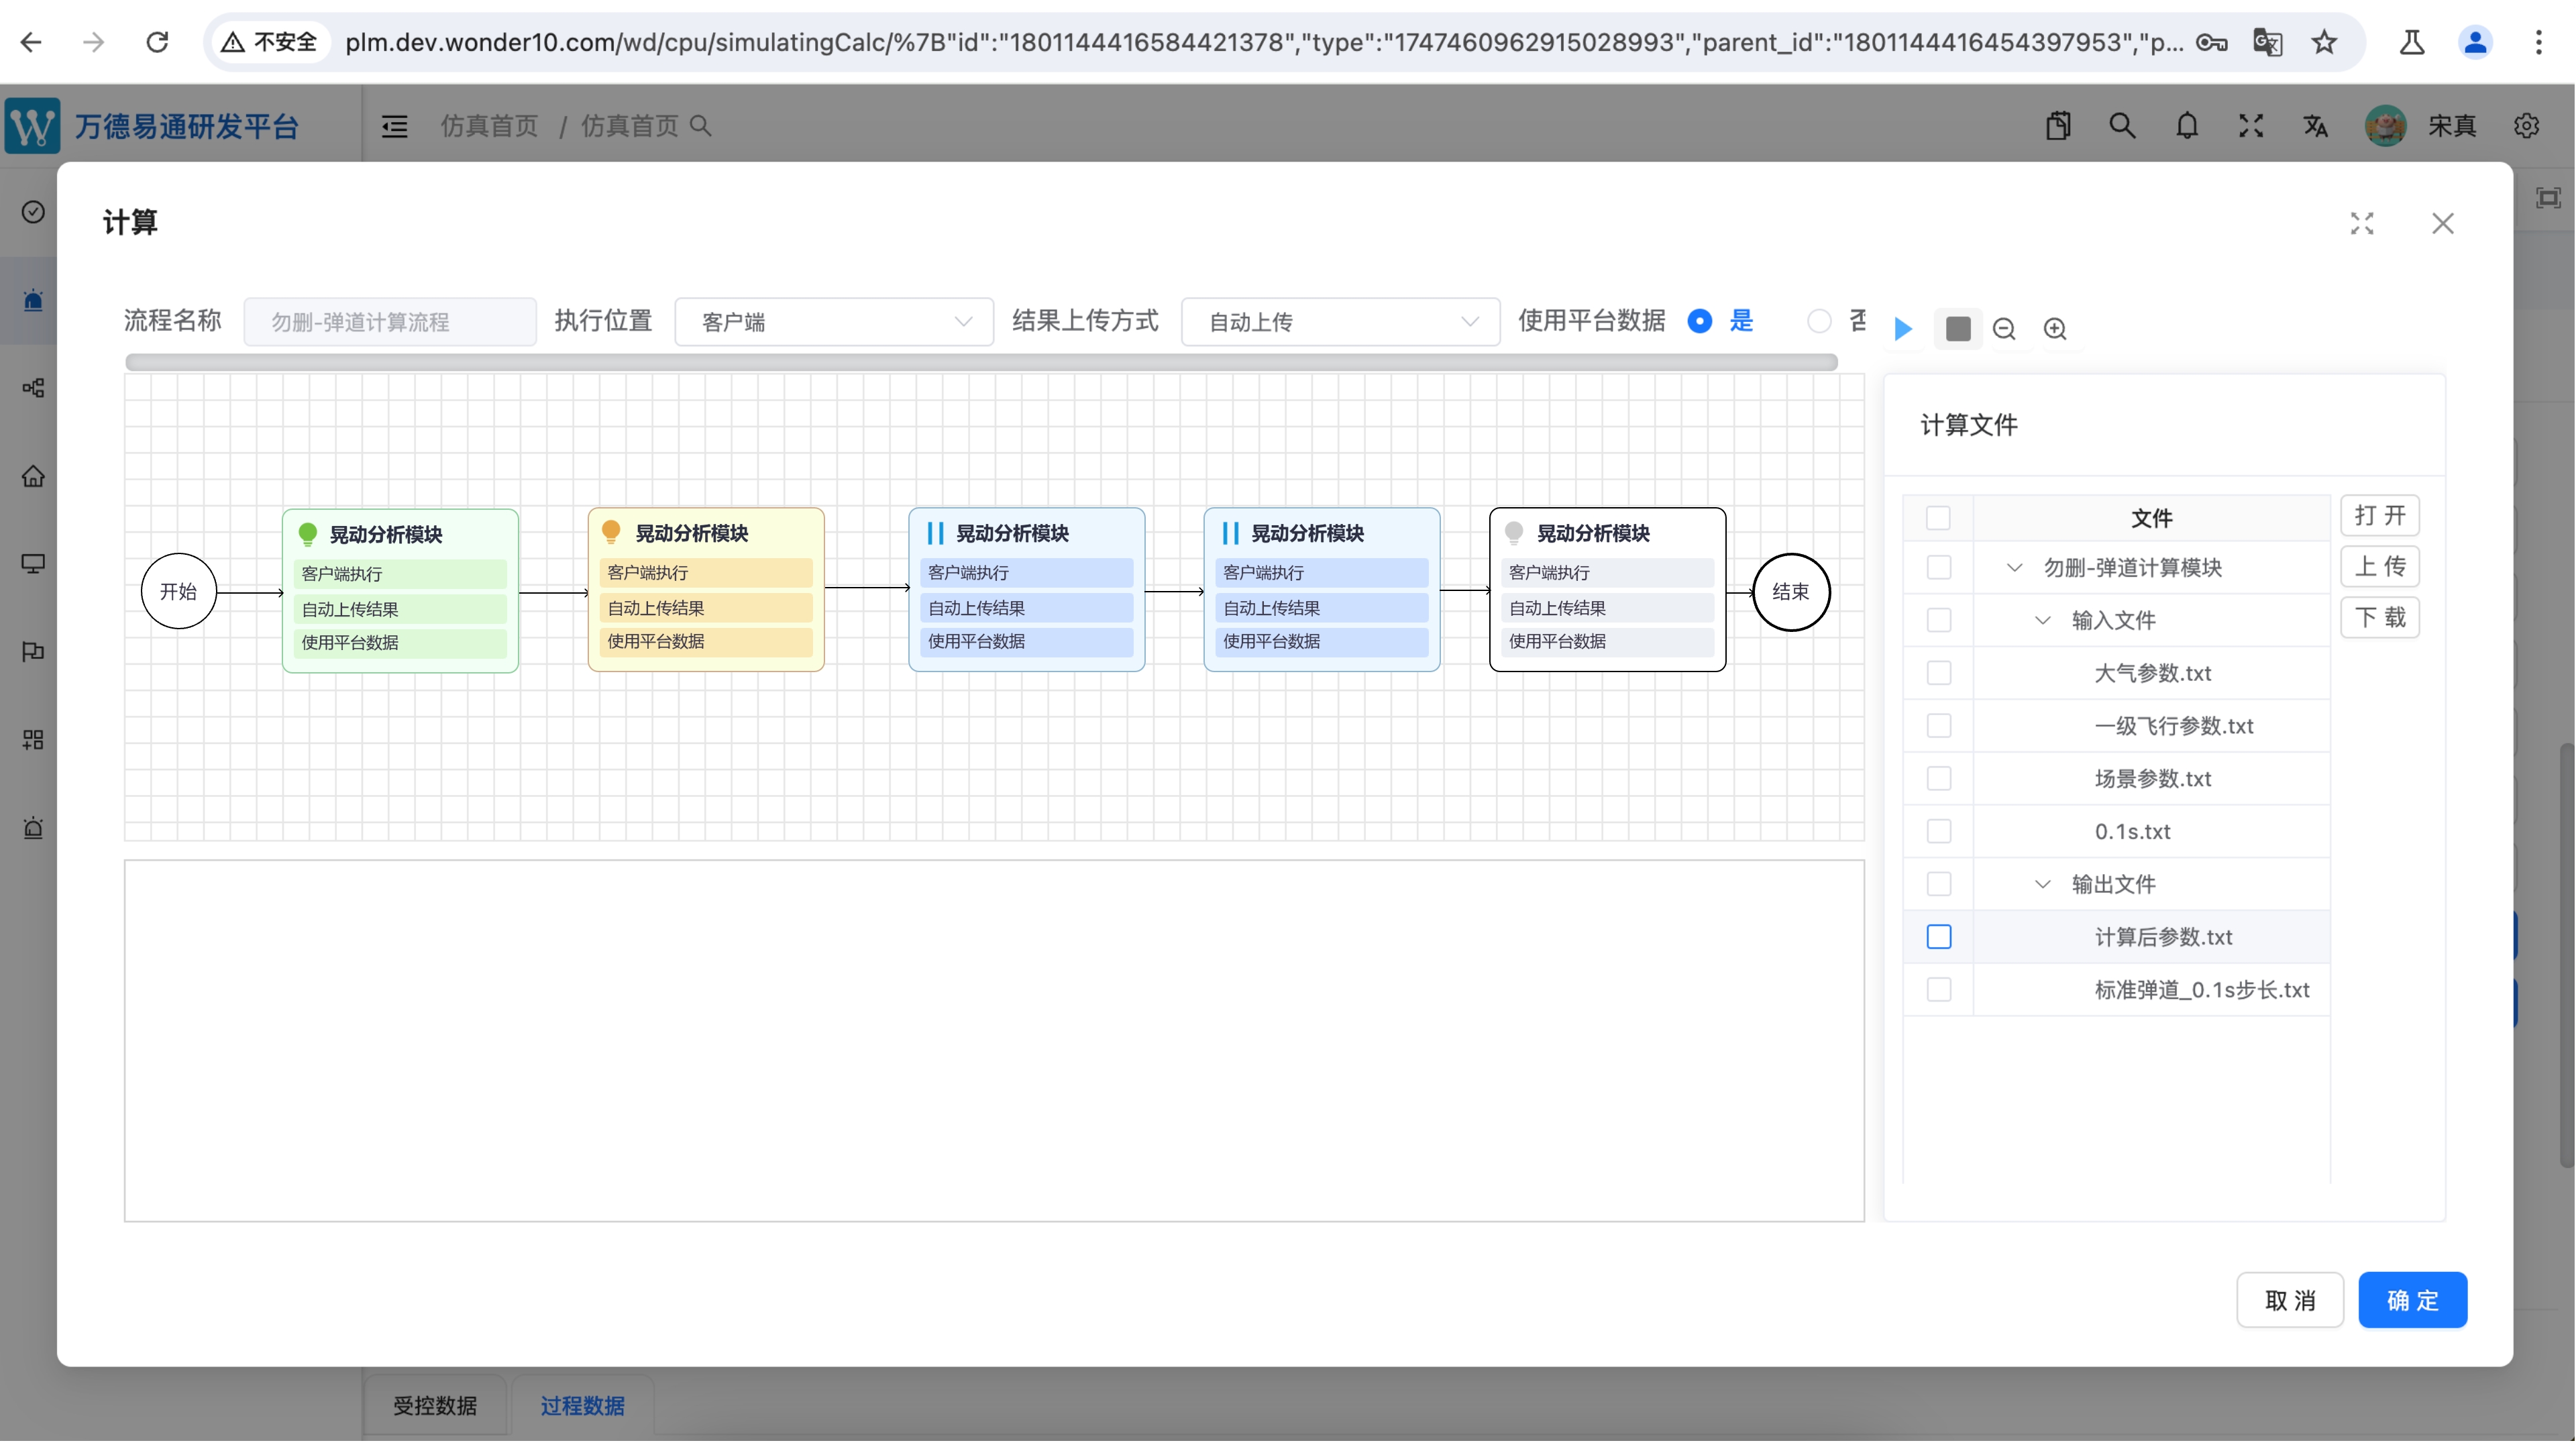 不安全
plm.dev.wonder10.com/wd/cpu/simulatingCalc/%7B"id":"1801144416584421378","type":"1747460962915028993","parent_id":"1801144416454397953","p...
万德易通研发平台
仿真首页 / 仿真首页
宋真
计算
流程名称 勿删-弹道计算流程 执行位置 客户端 结果上传方式 自动上传 使用平台数据 是 否
开始
晃动分析模块
客户端执行
自动上传结果
使用平台数据
晃动分析模块
客户端执行
自动上传结果
使用平台数据
晃动分析模块
客户端执行
自动上传结果
使用平台数据
晃动分析模块
客户端执行
自动上传结果
使用平台数据
晃动分析模块
客户端执行
自动上传结果
使用平台数据
结束
计算文件
文件
勿删-弹道计算模块
输入文件
大气参数.txt
一级飞行参数.txt
场景参数.txt
0.1s.txt
输出文件
计算后参数.txt
标准弹道_0.1s步长.txt
打 开
上 传
下 载
取 消
确 定
受控数据
过程数据